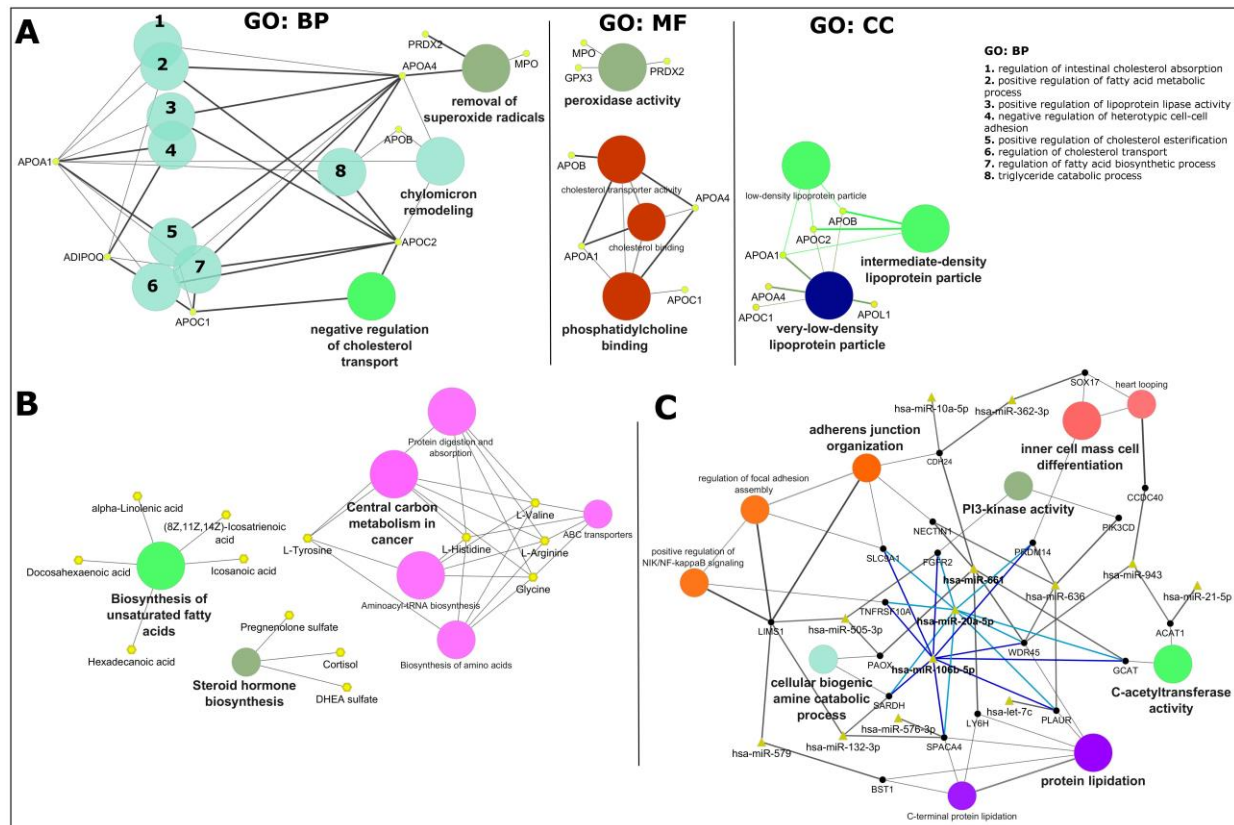 A
GO: BP
1
2
3
4
5
6
7
8
PRDX2
MPO
APOA4
removal of
superoxide radicals
APOB
chylomicron
remodeling
APOA1
ADIPOQ
APOC1
APOC2
negative regulation
of cholesterol
transport
GO: MF
MPO
GPX3
PRDX2
peroxidase activity
APOB
cholesterol transporter activity
APOA4
cholesterol binding
APOA1
APOC1
phosphatidylcholine
binding
GO: CC
low-density lipoprotein particle
APOB
APOC2
APOA1
intermediate-density
lipoprotein particle
APOA4
APOC1
APOL1
very-low-density
lipoprotein particle
GO: BP
1. regulation of intestinal cholesterol absorption
2. positive regulation of fatty acid metabolic
process
3. positive regulation of lipoprotein lipase activity
4. negative regulation of heterotypic cell-cell
adhesion
5. positive regulation of cholesterol esterification
6. regulation of cholesterol transport
7. regulation of fatty acid biosynthetic process
8. triglyceride catabolic process
B
alpha-Linolenic acid
(8Z,11Z,14Z)-Icosatrienoic
acid
Docosahexaenoic acid
Icosanoic acid
Biosynthesis of
unsaturated fatty
acids
Hexadecanoic acid
Pregnenolone sulfate
Cortisol
DHEA sulfate
Steroid hormone
biosynthesis
Protein digestion and
absorption
Central carbon
metabolism in
cancer
L-Valine
ABC transporters
L-Tyrosine
L-Histidine
L-Arginine
Glycine
Aminoacyl-tRNA biosynthesis
Biosynthesis of amino acids
C
SOX17
heart looping
hsa-miR-10a-5p
hsa-miR-362-3p
adherens junction
organization
inner cell mass cell
differentiation
CDH24
regulation of focal adhesion
assembly
PI3-kinase activity
CCDC40
NECTIN1
PIK3CD
positive regulation of
NIK/NF-kappaB signaling
SLC9A1
FGFR2
PRDM14
hsa-miR-661
hsa-miR-636
hsa-miR-943
hsa-miR-21-5p
TNFRSF10A
hsa-miR-20a-5p
LIMS1
hsa-miR-505-3p
ACAT1
PAOX
WDR45
hsa-miR-106b-5p
GCAT
cellular biogenic
amine catabolic
process
C-acetyltransferase
activity
SARDH
hsa-let-7c
LY6H
PLAUR
hsa-miR-576-3p
hsa-miR-132-3p
SPACA4
hsa-miR-579
protein lipidation
BST1
C-terminal protein lipidation